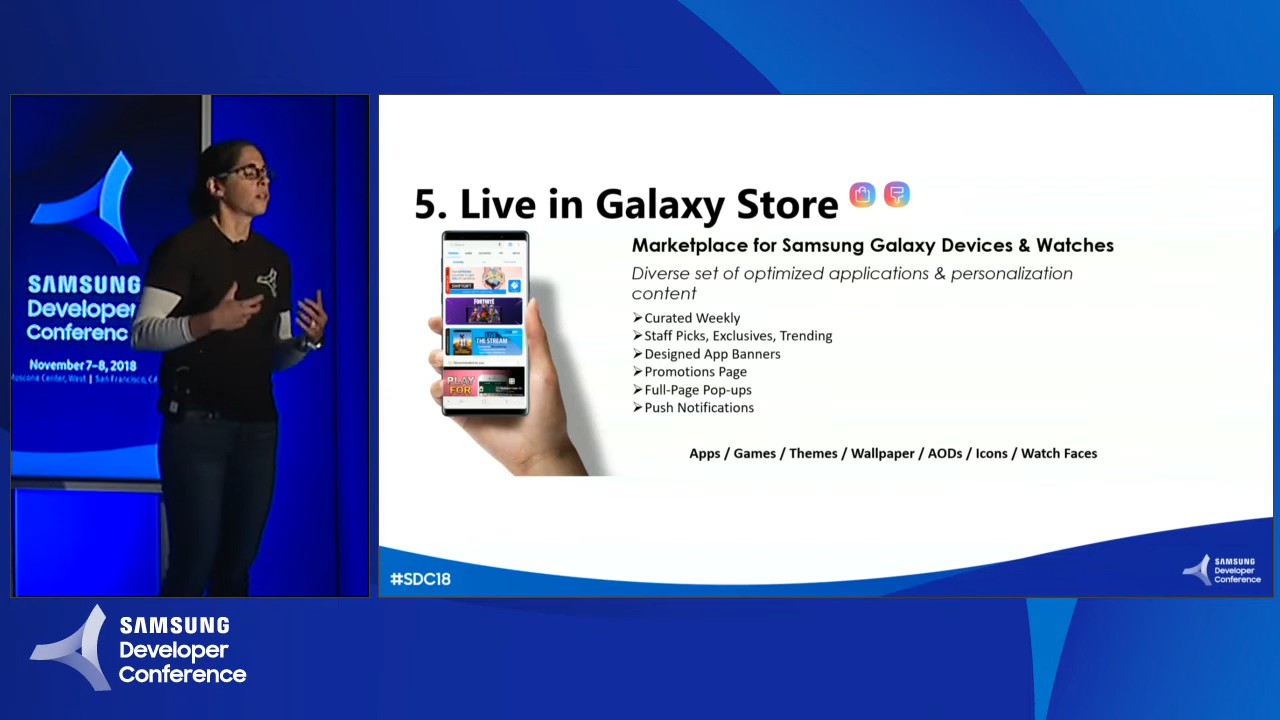 SAMSUNG
Developer
Conferenc
November 7-8, 2018
Moscone Center, West | San Francisco, CA
5. Live in Galaxy Store
Marketplace for Samsung Galaxy Devices & Watches
Diverse set of optimized applications & personalization
content
➢Curated Weekly
➢Staff Picks, Exclusives, Trending
➢Designed App Banners
➢Promotions Page
➢Full-Page Pop-ups
➢Push Notifications
FORTNITE
THE STREAM
PLAY
FOR
Apps / Games / Themes / Wallpaper / AODs / Icons / Watch Faces
#SDC18
SAMSUNG
Developer
Conference
SAMSUNG
Developer
Conference